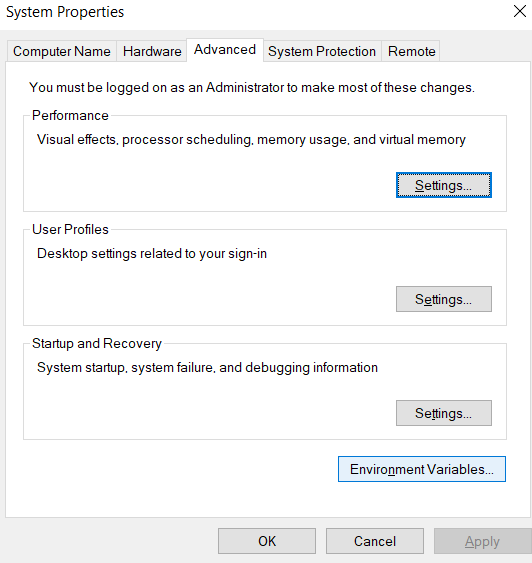 System Properties
Computer Name Hardware Advanced System Protection Remote
You must be logged on as an Administrator to make most of these changes.
Performance
Visual effects, processor scheduling, memory usage, and virtual memory
Settings...
User Profiles
Desktop settings related to your sign-in
Settings...
Startup and Recovery
System startup, system failure, and debugging information
Settings...
Environment Variables...
OK Cancel Apply